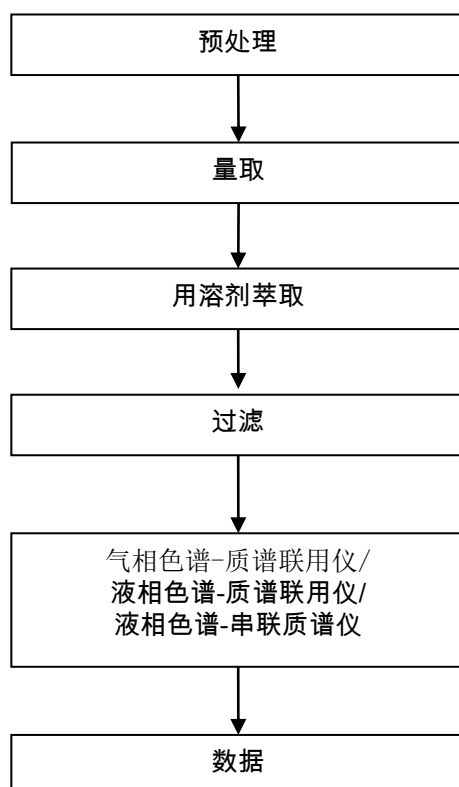 预处理
量取
用溶剂萃取
过滤
气相色谱-质谱联用仪/
液相色谱-质谱联用仪/
液相色谱-串联质谱仪
数据